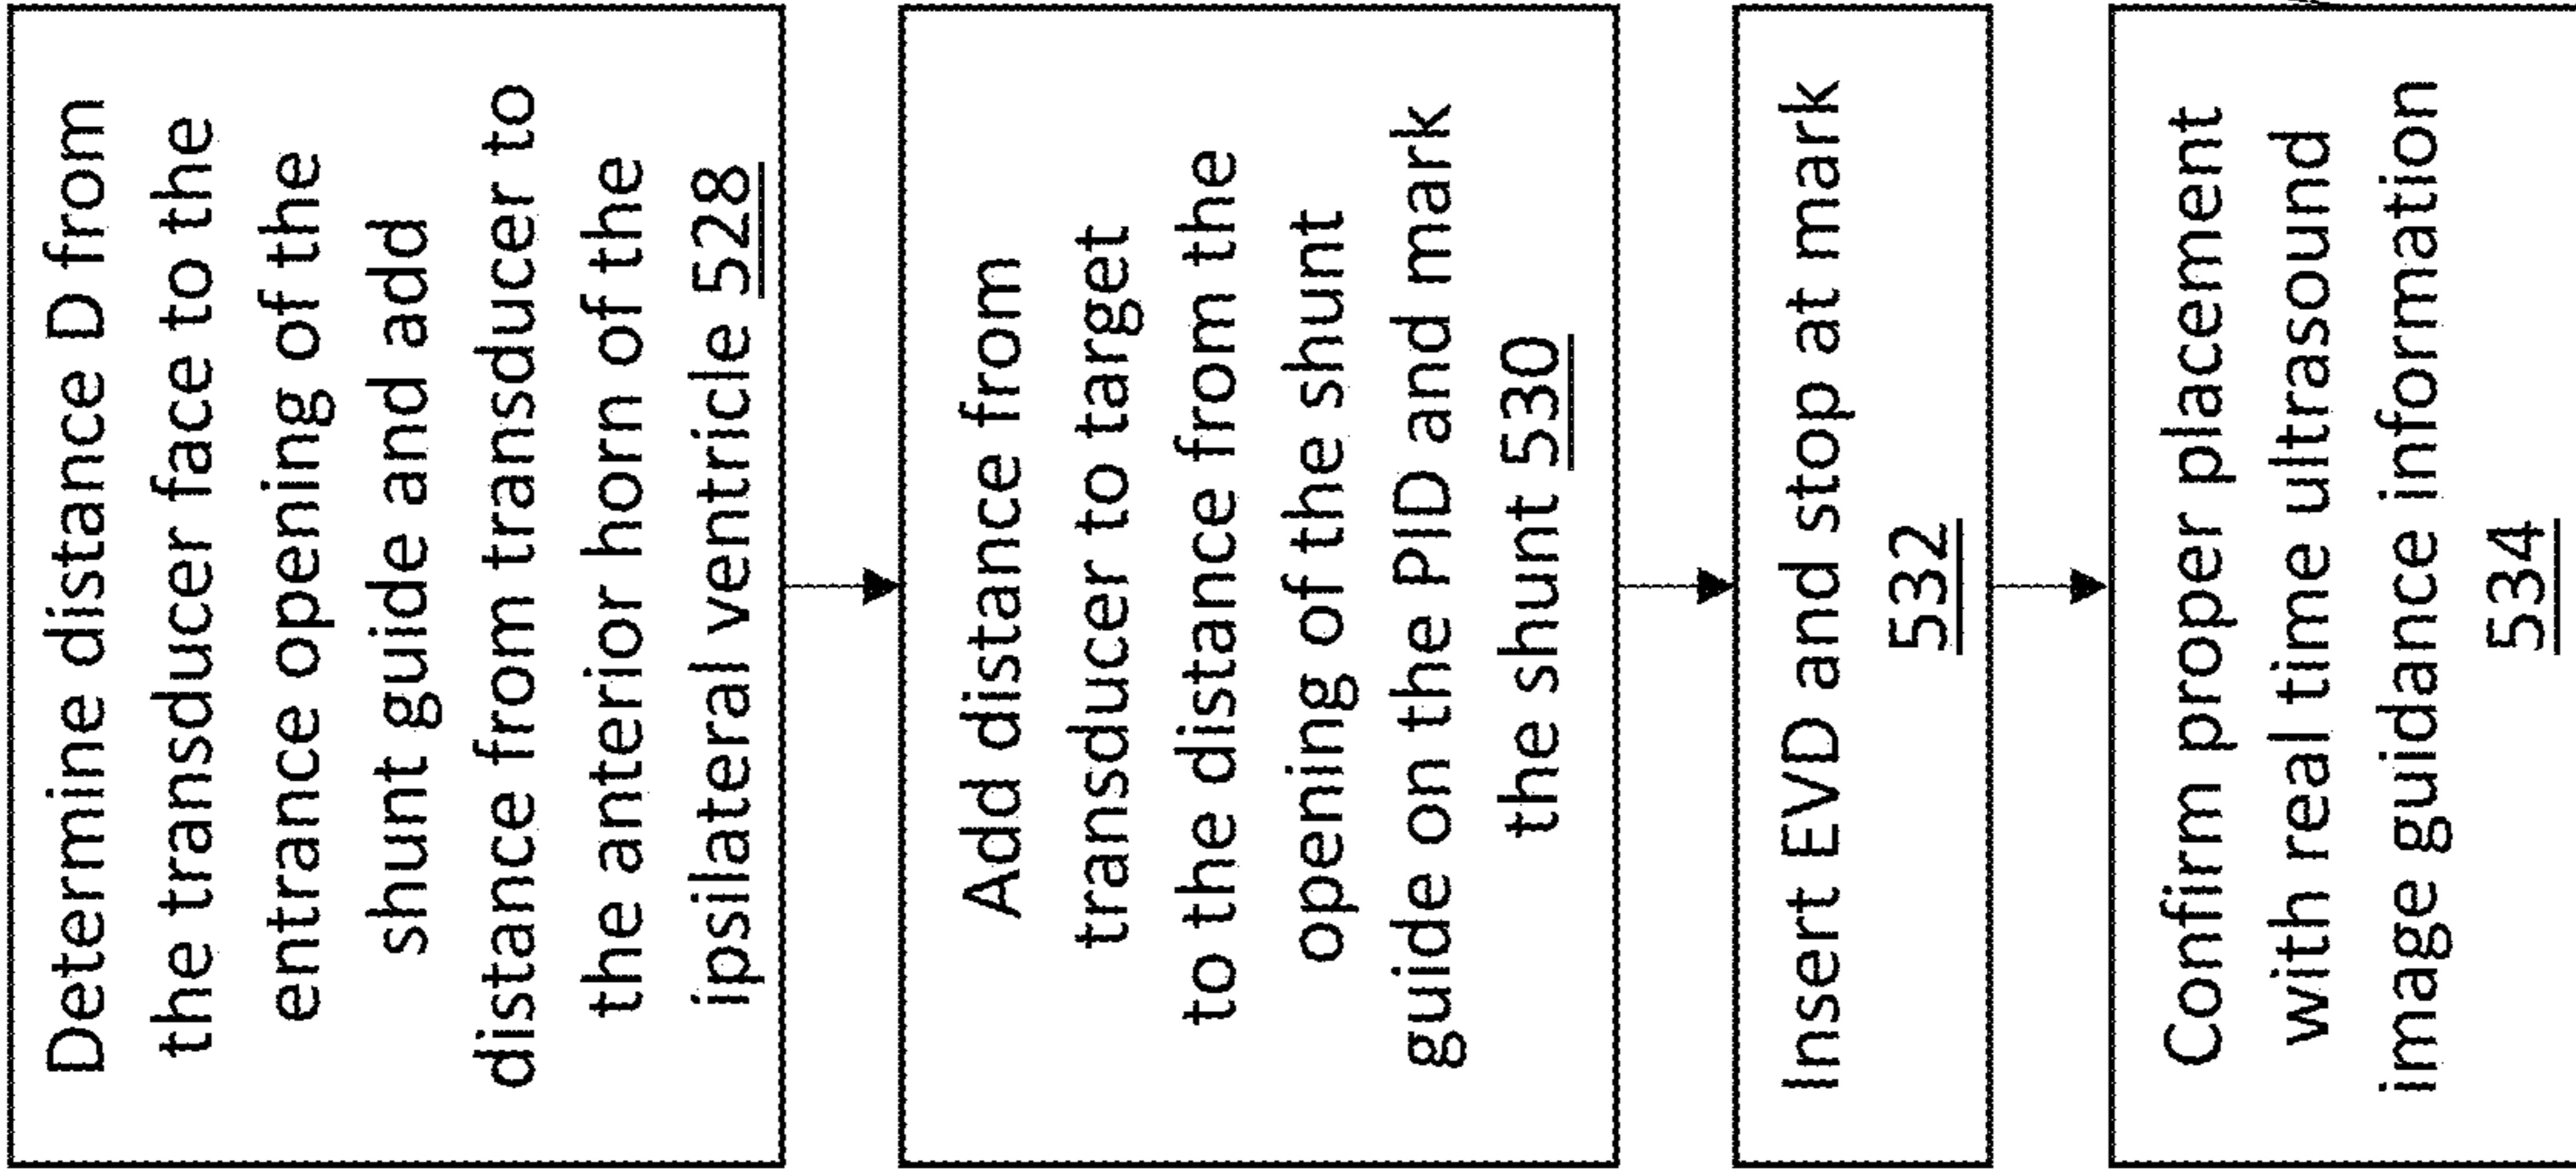 Determine distance D from
the transducer face to the
entrance opening of the
shunt guide and add
distance from transducer to
the anterior horn of the
ipsilateral ventricle 528
Add distance from
transducer to target
to the distance from the
opening of the shunt
guide on the PID and mark
the shunt 530
Insert EVD and stop at mark
532
Confirm proper placement
with real time ultrasound
image guidance information
534